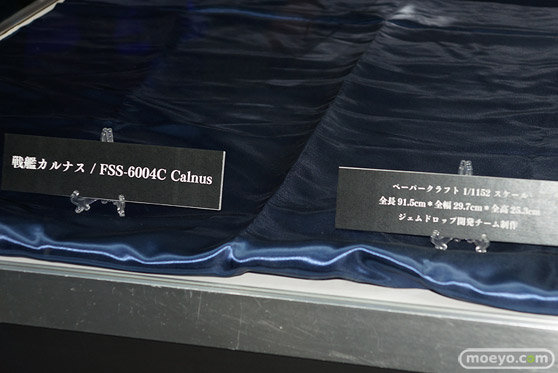 戦艦カルナス / FSS-6004C Calnus
ペーパークラフト 1/1152 スケール
全長 91.5cm * 全幅 29.7cm * 全高 25.3cm
ジェムドロップ開発チーム制作
moeyo.com